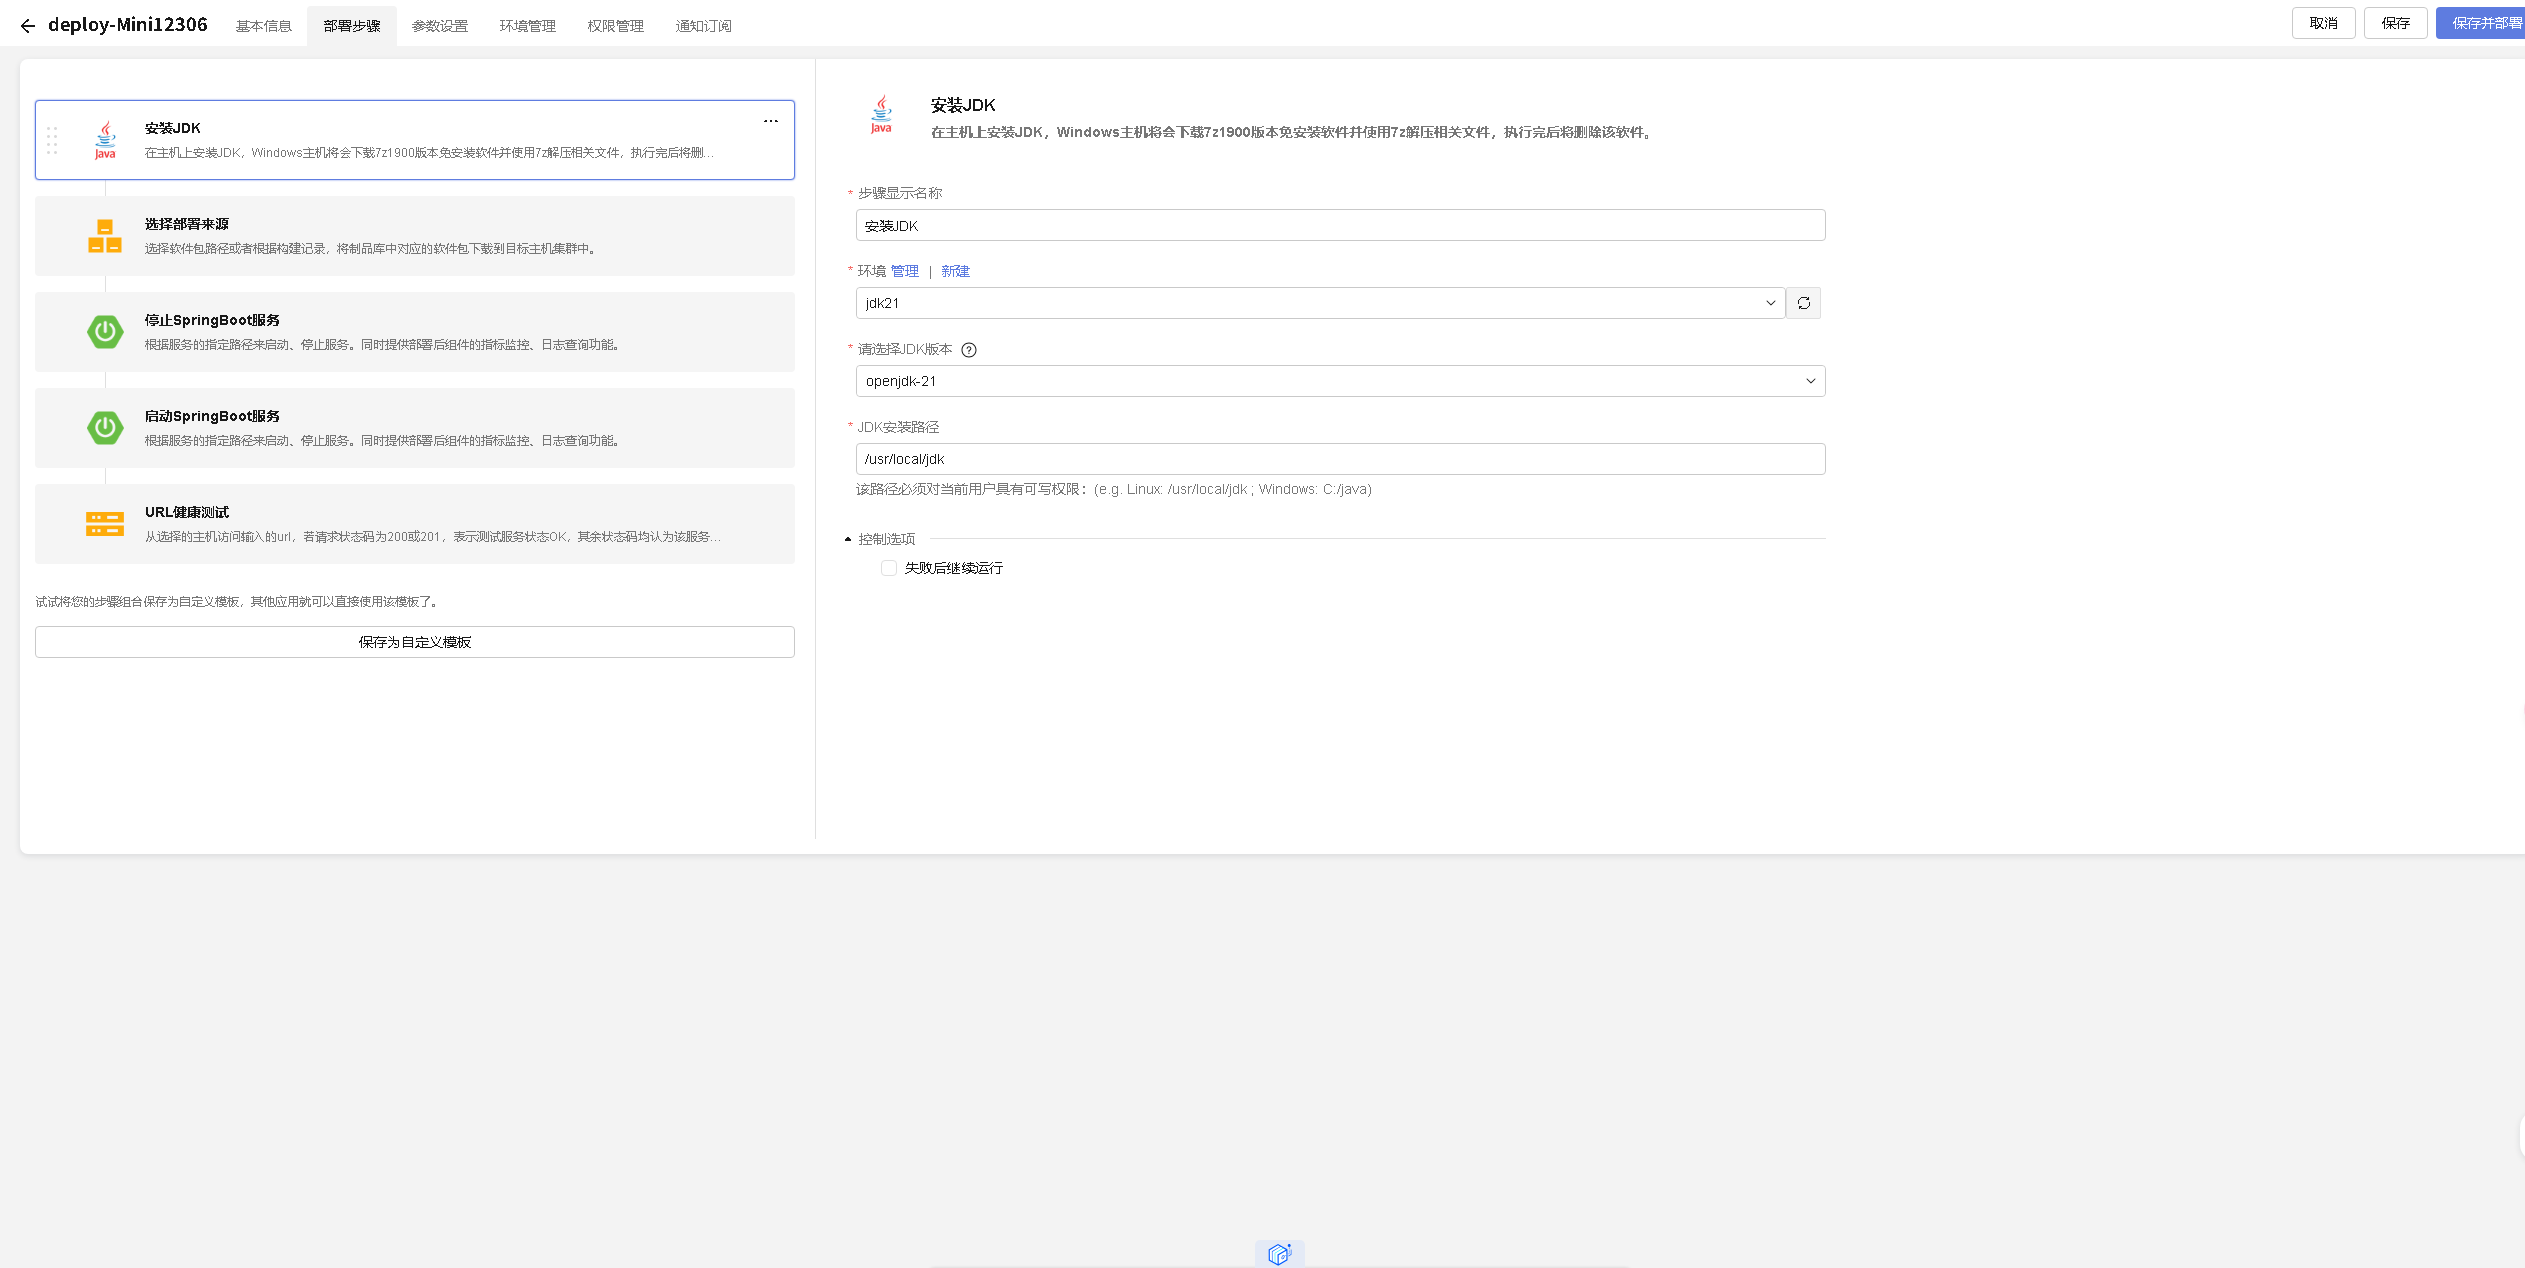 deploy-Mini12306
基本信息
部署步骤
参数设置
环境管理
权限管理
通知订阅
取消
保存
保存并部署
安装JDK
在主机上安装JDK，Windows主机将会下载7z1900版本免安装软件并使用7z解压相关文件，执行完后将删...
选择部署来源
选择软件包路径或者根据构建记录，将制品库中对应的软件包下载到目标主机集群中。
停止SpringBoot服务
根据服务的指定路径来启动、停止服务。同时提供部署后组件的指标监控、日志查询功能。
启动SpringBoot服务
根据服务的指定路径来启动、停止服务。同时提供部署后组件的指标监控、日志查询功能。
URL健康测试
从选择的主机访问输入的url，若请求状态码为200或201，表示测试服务状态OK，其余状态码均认为该服务...
试试将您的步骤组合保存为自定义模板，其他应用就可以直接使用该模板了。
保存为自定义模板
安装JDK
在主机上安装JDK，Windows主机将会下载7z1900版本免安装软件并使用7z解压相关文件，执行完后将删除该软件。
* 步骤显示名称
安装JDK
* 环境 管理 | 新建
jdk21
* 请选择JDK版本
openjdk-21
* JDK安装路径
/usr/local/jdk
该路径必须对当前用户具有可写权限：(e.g. Linux: /usr/local/jdk ; Windows: C:/java)
控制选项
失败后继续运行
Java
Java